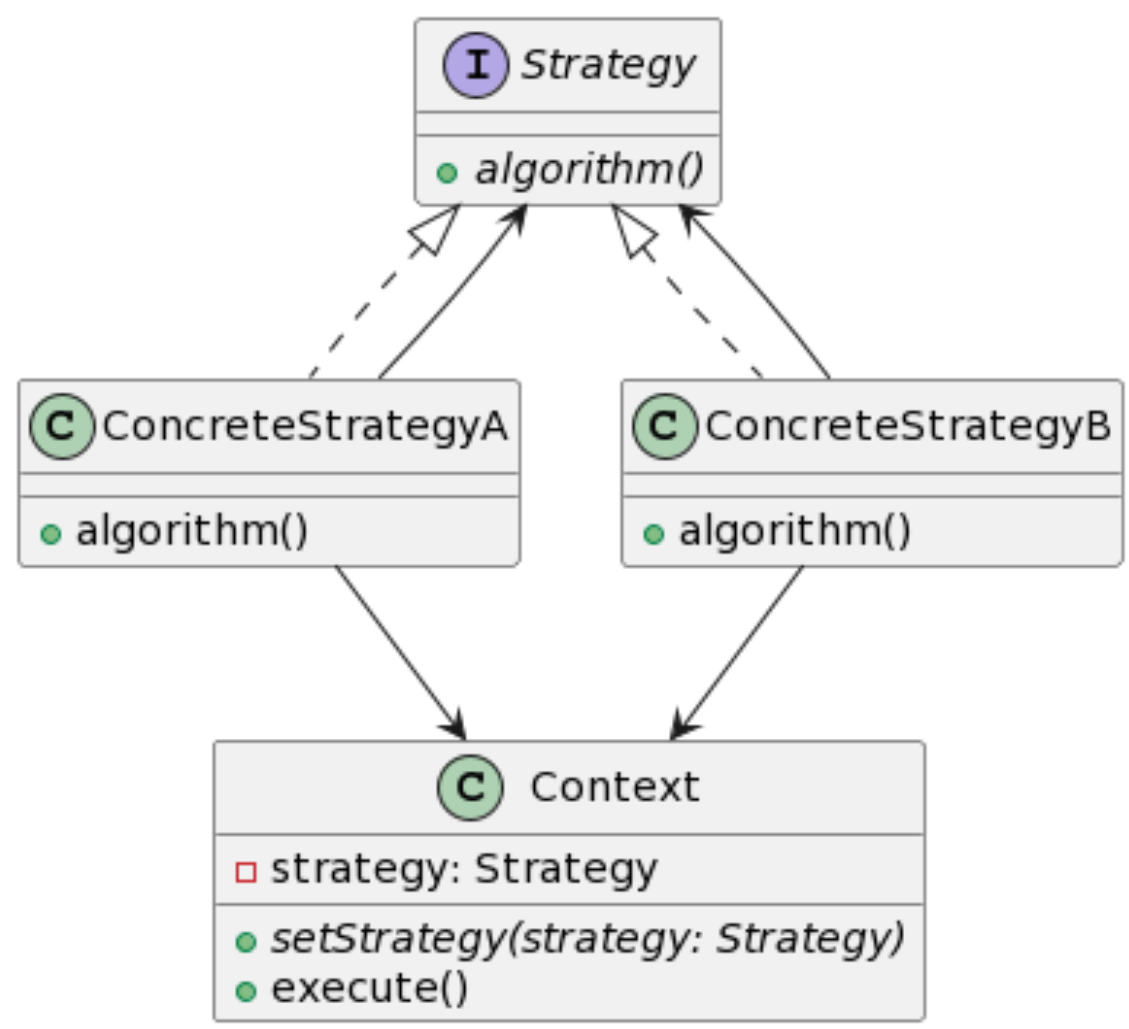 I Strategy
algorithm()
C ConcreteStrategyA
algorithm()
C ConcreteStrategyB
algorithm()
C Context
strategy: Strategy
setStrategy(strategy: Strategy)
execute()